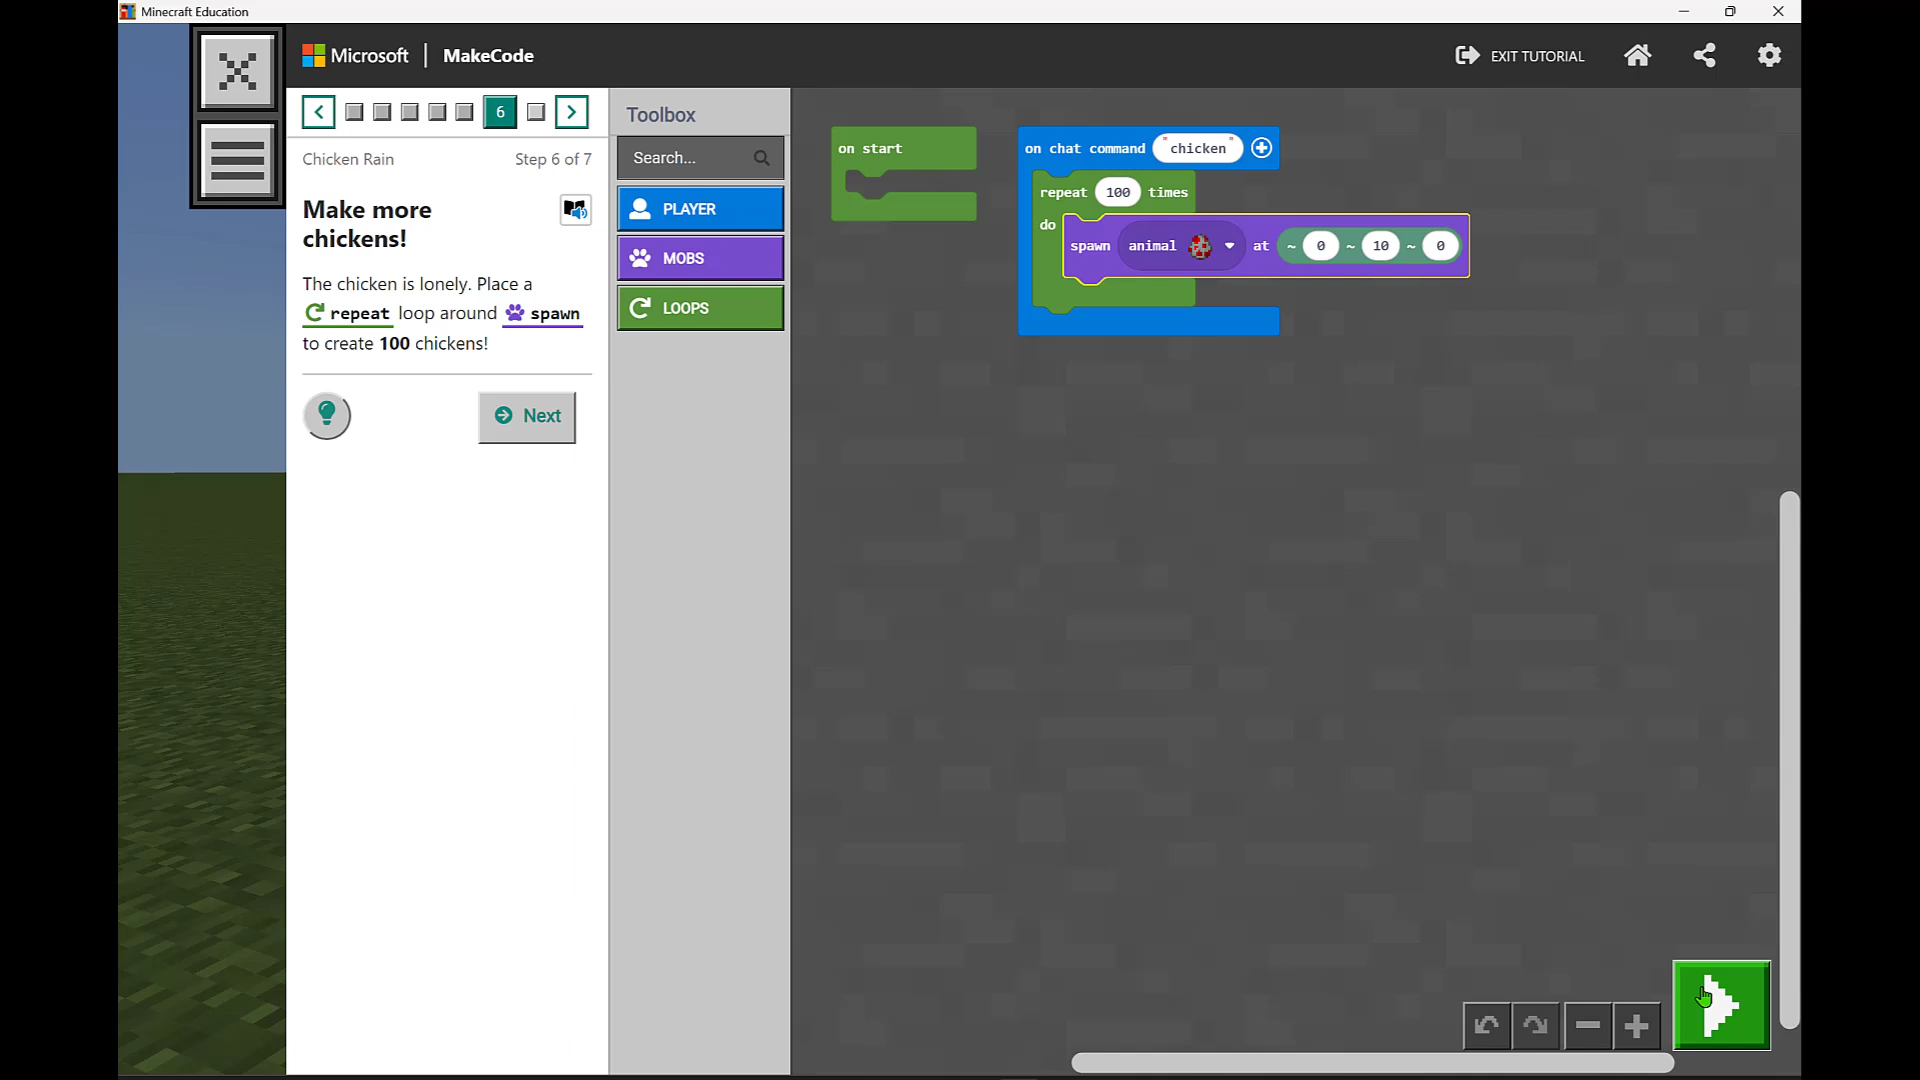 Minecraft Education
Microsoft | MakeCode
EXIT TUTORIAL
6
Chicken Rain
Step 6 of 7
Make more
chickens!
The chicken is lonely. Place a
repeat loop around spawn
to create 100 chickens!
Next
Toolbox
Search...
PLAYER
MOBS
LOOPS
on start
on chat command "chicken"
repeat 100 times
do
spawn animal at ~ 0 ~ 10 ~ 0